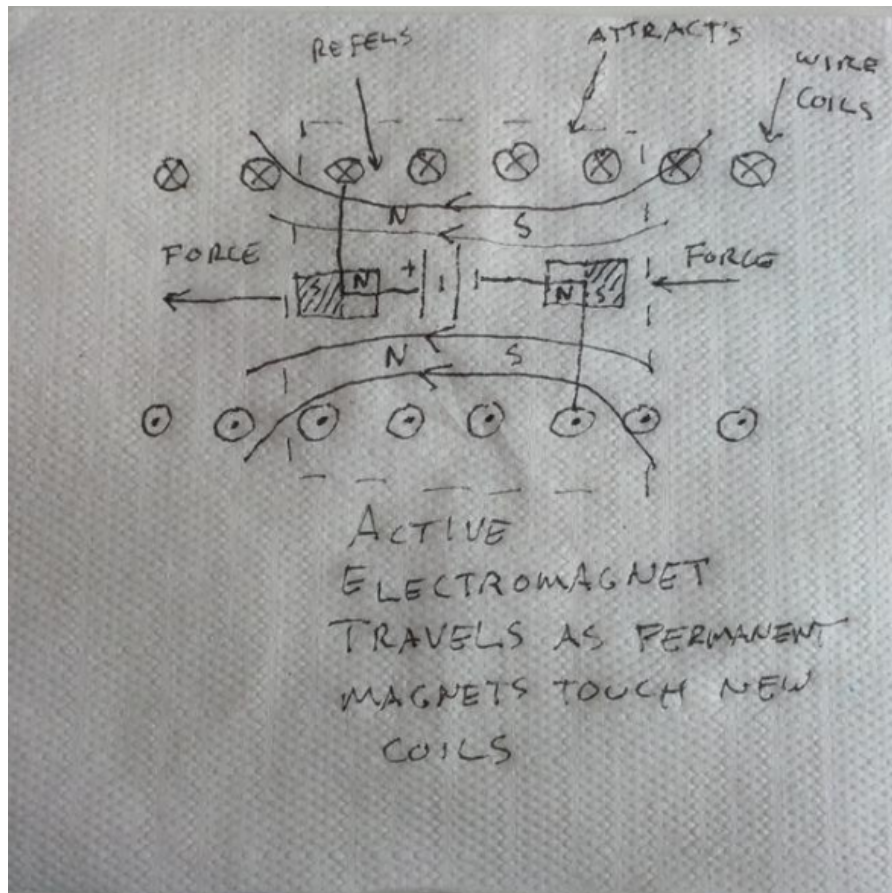 REPELS
ATTRACT'S
WIRE
COILS
N
S
FORCE
S
N
+
N
S
FORCE
N
S
ACTIVE
ELECTROMAGNET
TRAVELS AS PERMANENT
MAGNETS TOUCH NEW
COILS